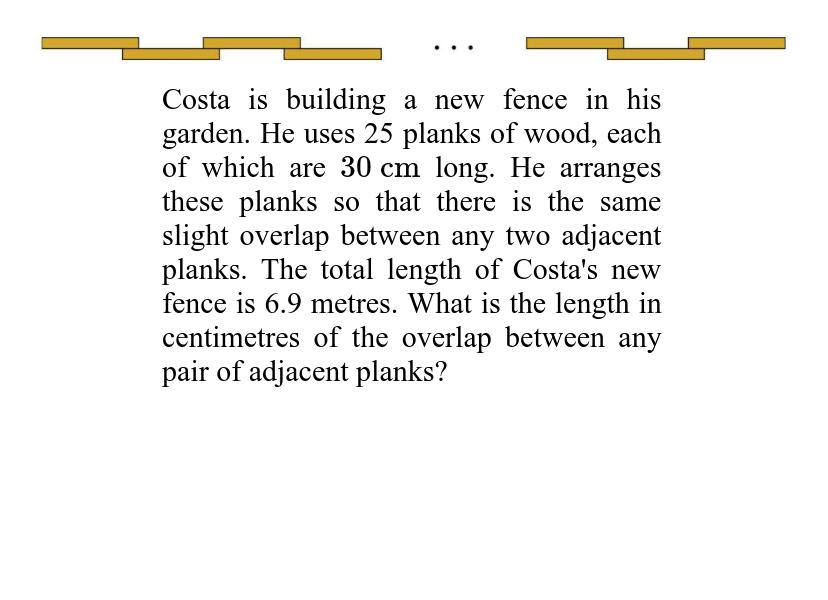 . . .
Costa is building a new fence in his
garden. He uses 25 planks of wood, each
of which are 30 cm long. He arranges
these planks so that there is the same
slight overlap between any two adjacent
planks. The total length of Costa's new
fence is 6.9 metres. What is the length in
centimetres of the overlap between any
pair of adjacent planks?